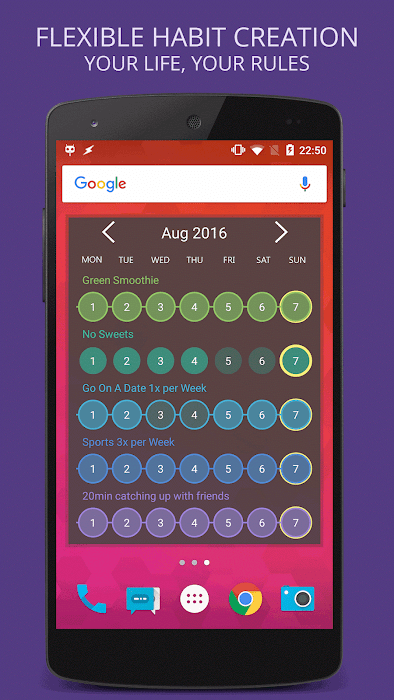 FLEXIBLE HABIT CREATION
YOUR LIFE, YOUR RULES
22:50
Google
Aug 2016
MON TUE WED THU FRI SAT SUN
Green Smoothie
1 2 3 4 5 6 7
No Sweets
1 2 3 4 5 6 7
Go On A Date 1x per Week
1 2 3 4 5 6 7
Sports 3x per Week
1 2 3 4 5 6 7
20min catching up with friends
1 2 3 4 5 6 7